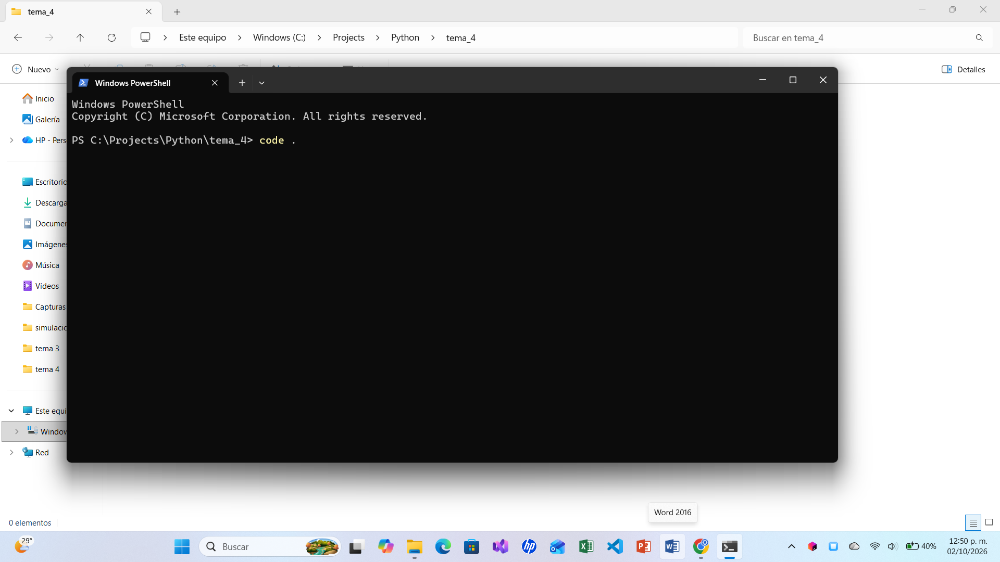 tema_4
Este equipo
Windows (C:)
Projects
Python
tema_4
Buscar en tema_4
Nuevo
Detalles
Windows PowerShell
Windows PowerShell
Copyright (C) Microsoft Corporation. All rights reserved.
PS C:\Projects\Python\tema_4> code .
Inicio
Galería
HP - Pers
Escritorio
Descarga
Documen
Imágenes
Música
Videos
Capturas
simulacio
tema 3
tema 4
Este equi
Window
Red
0 elementos
Word 2016
29°
Buscar
40%
12:50 p. m.
02/10/2026